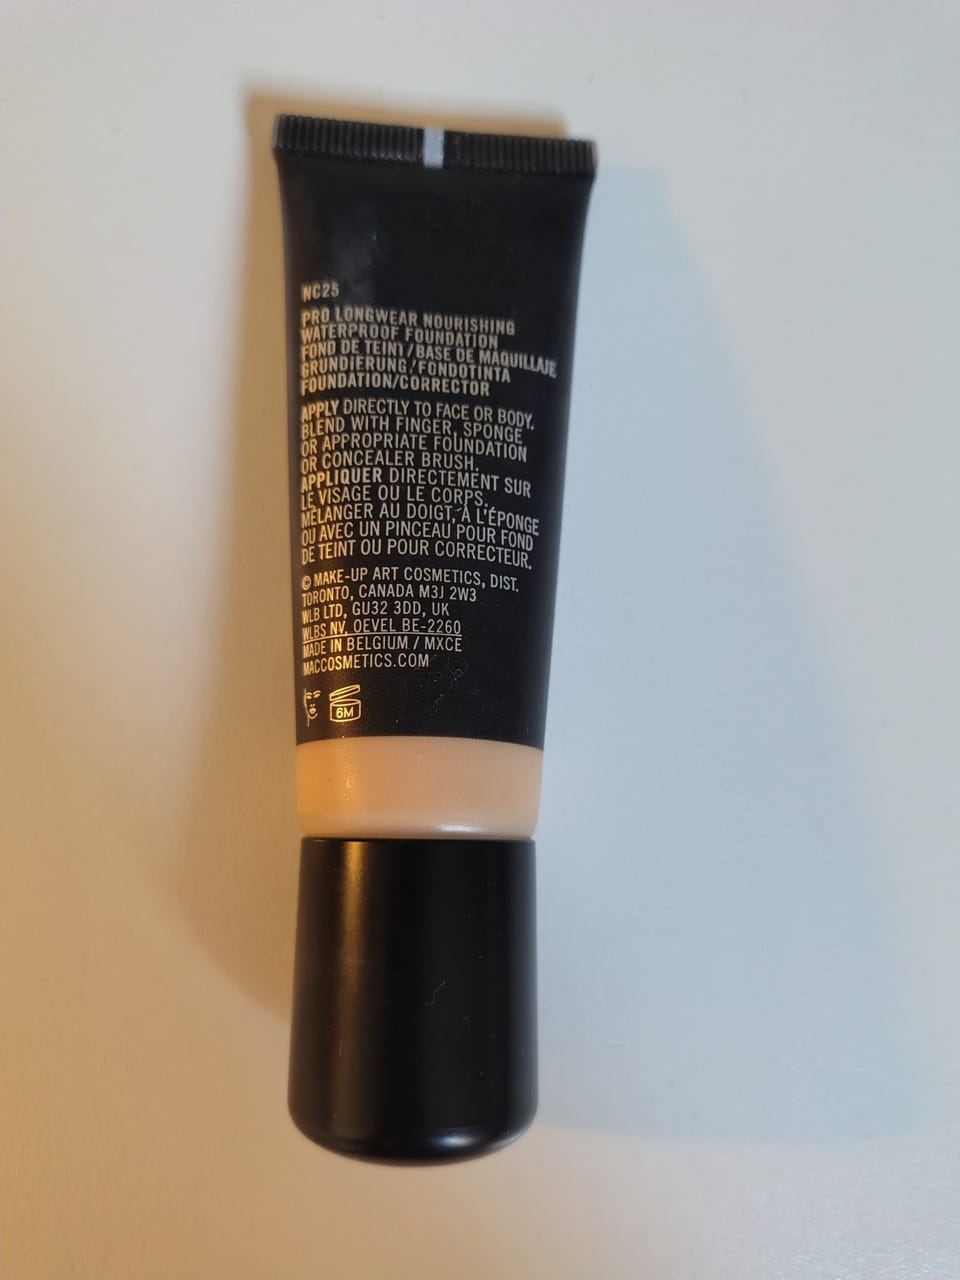 NC25
PRO LONGWEAR NOURISHING
WATERPROOF FOUNDATION
FOND DE TEINT/BASE DE MAQUILLAJE
GRUNDIERUNG/FONDOTINTA
FOUNDATION/CORRECTOR
APPLY DIRECTLY TO FACE OR BODY.
BLEND WITH FINGER, SPONGE
OR APPROPRIATE FOUNDATION
OR CONCEALER BRUSH.
APPLIQUER DIRECTEMENT SUR
LE VISAGE OU LE CORPS.
MÉLANGER AU DOIGT, À L'ÉPONGE
OU AVEC UN PINCEAU POUR FOND
DE TEINT OU POUR CORRECTEUR.
© MAKE-UP ART COSMETICS, DIST.
TORONTO, CANADA M3J 2W3
WLB LTD, GU32 3DD, UK
WLBS NV, OEVEL BE-2260
MADE IN BELGIUM / MXCE
MACCOSMETICS.COM
6M